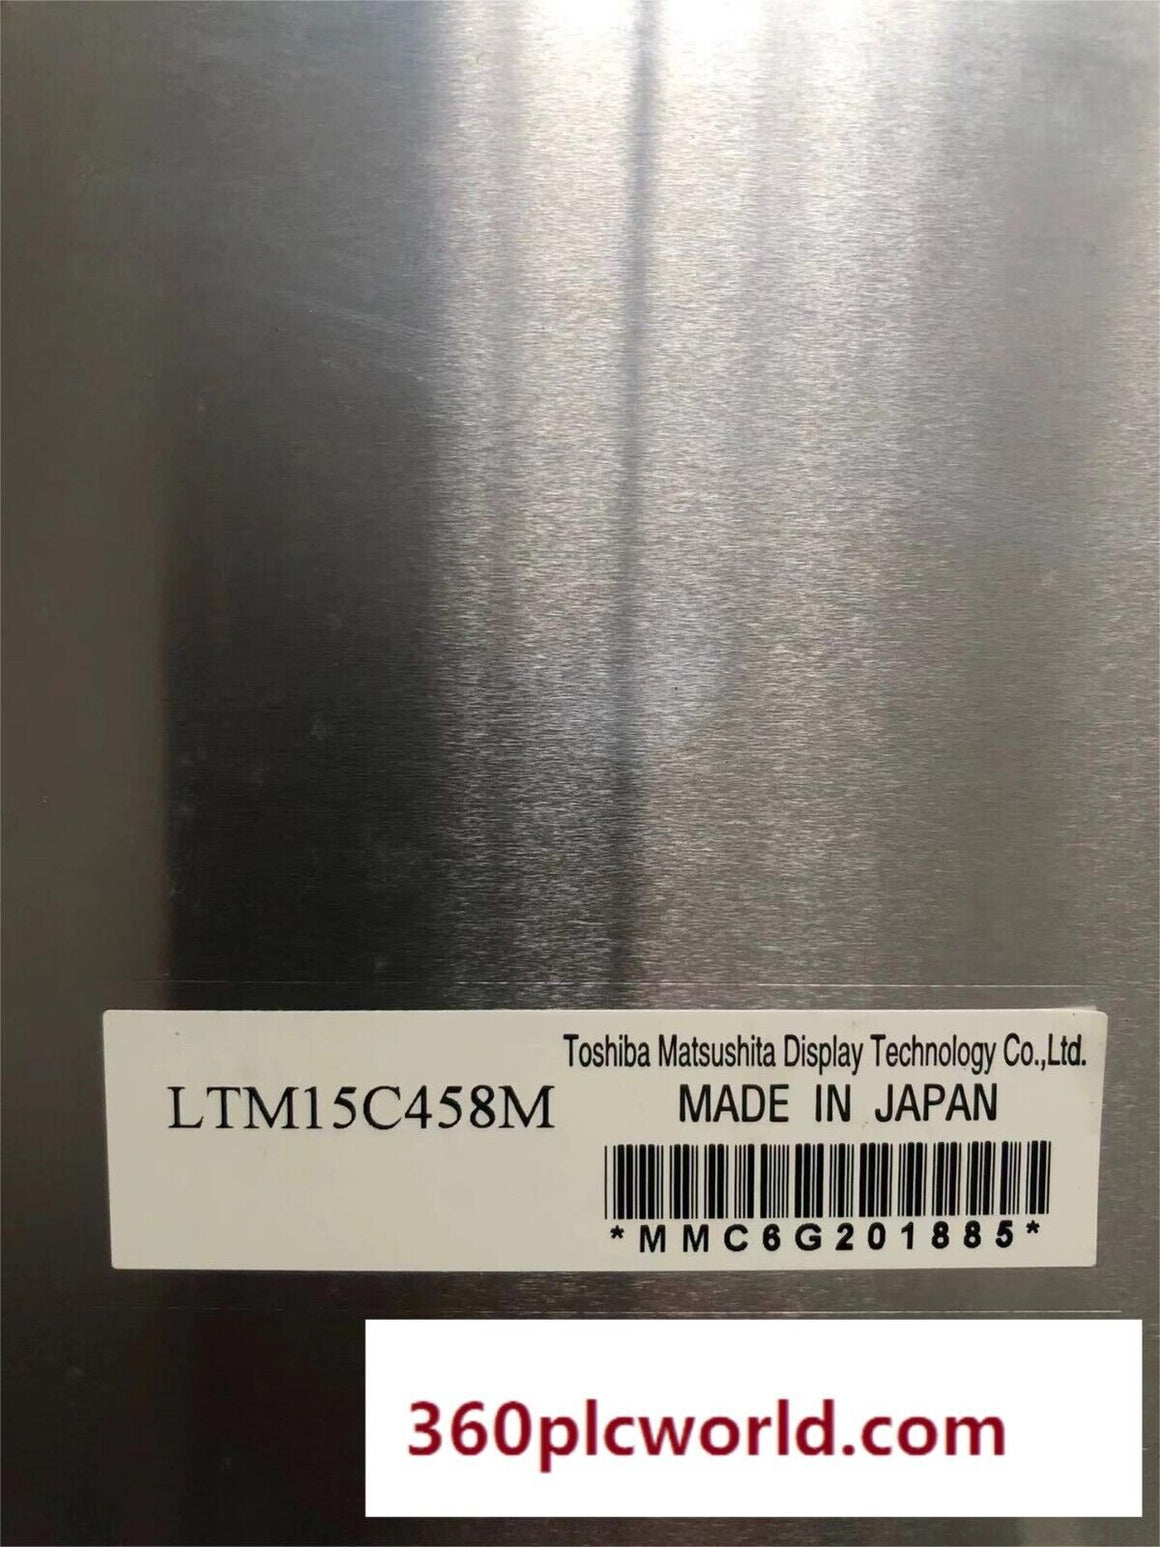 Toshiba Matsushita Display Technology Co.,Ltd.
LTM15C458M
MADE IN JAPAN
*MMC6G201885*
360plcworld.com